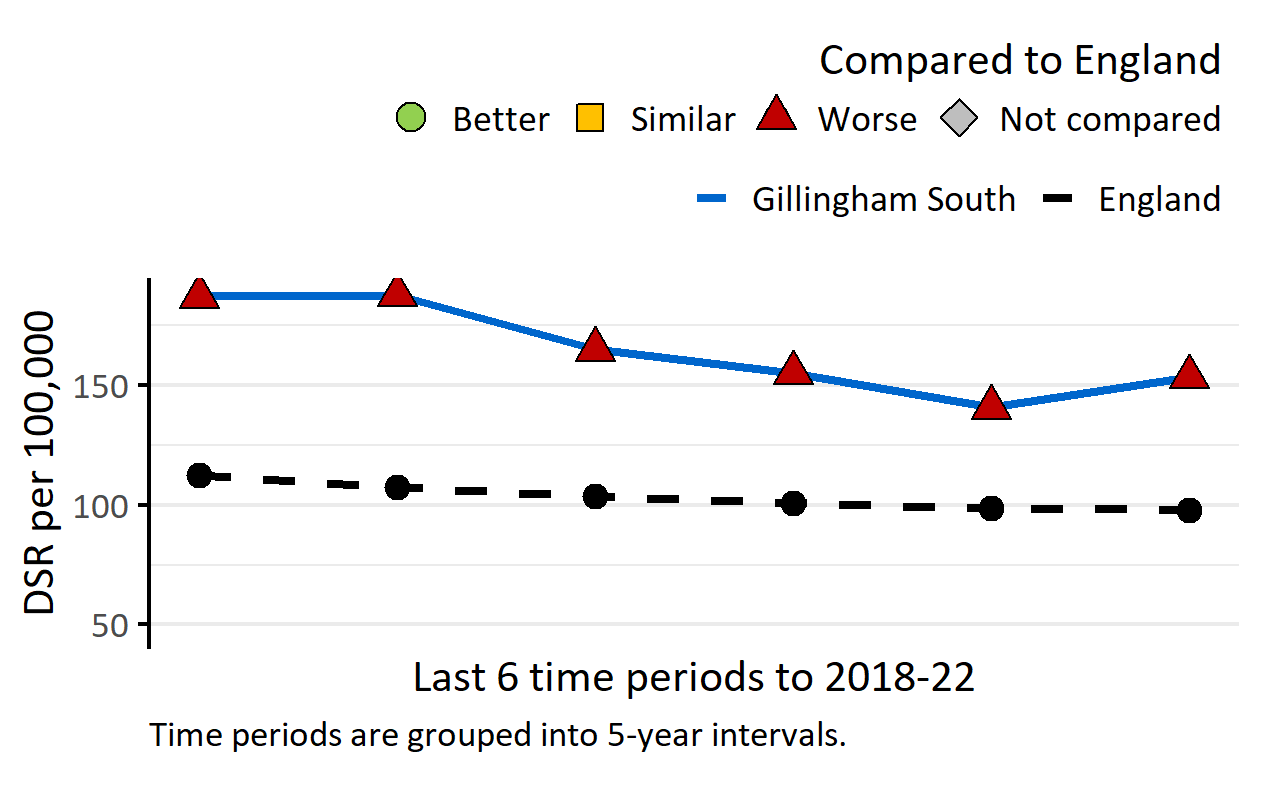 Compared to England
Better Similar Worse Not compared
Gillingham South England
DSR per 100,000
150
100
50
Last 6 time periods to 2018-22
Time periods are grouped into 5-year intervals.